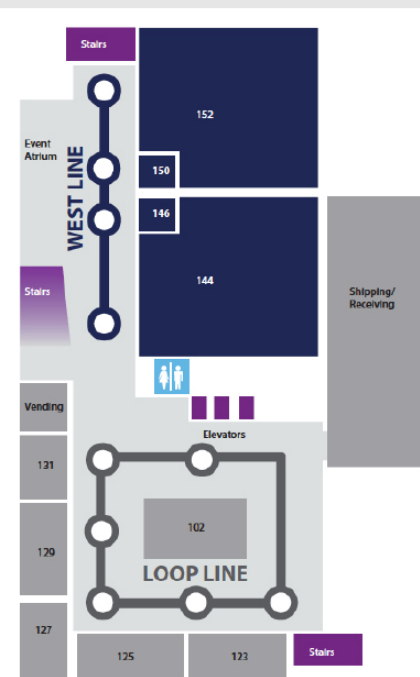 Stairs
152
Event
Atrium
WEST LINE
150
146
144
Stairs
Shipping/
Receiving
Vending
Elevators
131
102
129
LOOP LINE
127
125
123
Stairs